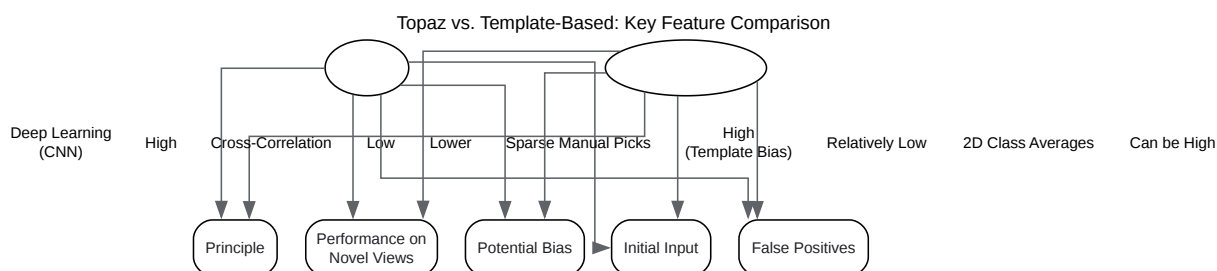 Topaz vs. Template-Based: Key Feature Comparison
Deep Learning
(CNN)
High
Cross-Correlation
Low
Lower
Sparse Manual Picks
High
(Template Bias)
Relatively Low
2D Class Averages
Can be High
Principle
Performance on
Novel Views
Potential Bias
Initial Input
False Positives